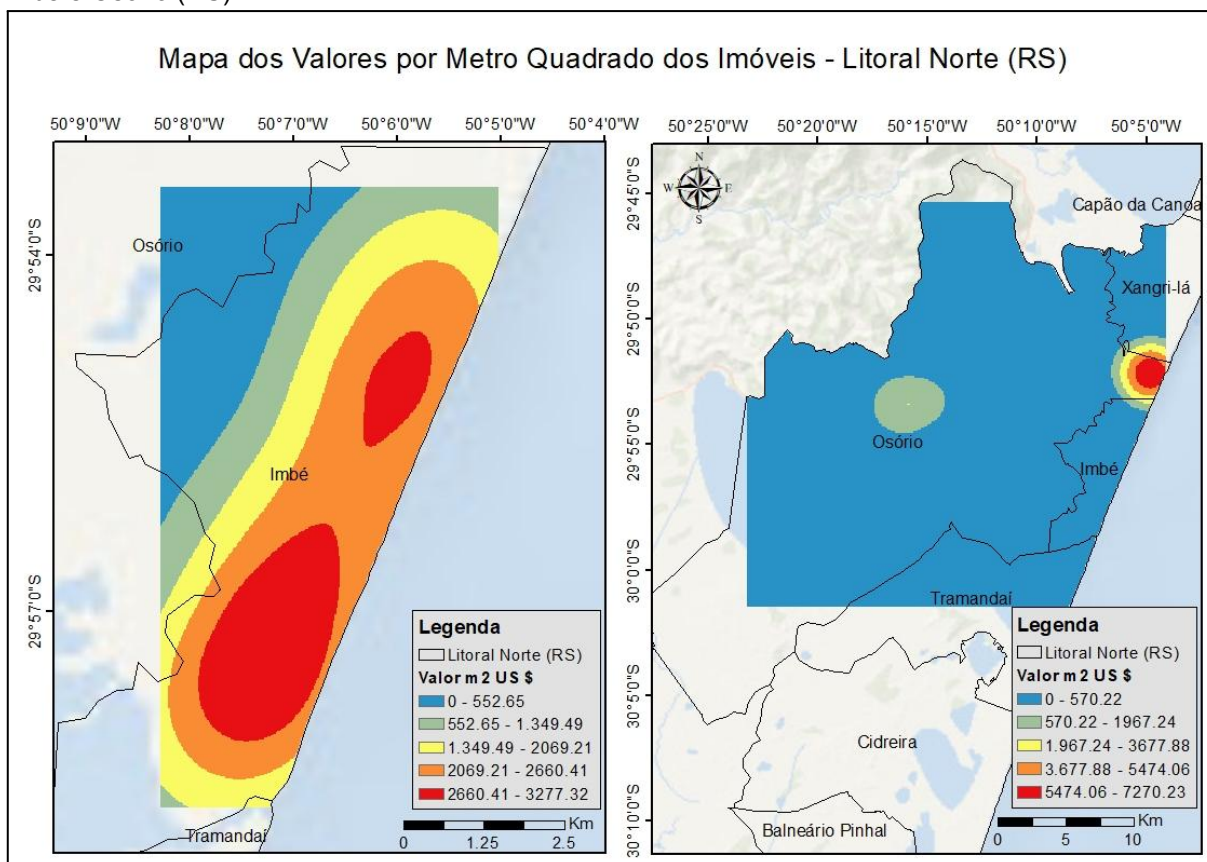 Mapa dos Valores por Metro Quadrado dos Imóveis - Litoral Norte (RS)
50°9'0"W 50°8'0"W 50°7'0"W 50°6'0"W 50°5'0"W 50°4'0"W
29°54'0"S
29°57'0"S
Osório
Imbé
Tramandaí
Legenda
Litoral Norte (RS)
Valor m 2 US $
0 - 552.65
552.65 - 1.349.49
1.349.49 - 2069.21
2069.21 - 2660.41
2660.41 - 3277.32
Km
0 1.25 2.5
50°25'0"W 50°20'0"W 50°15'0"W 50°10'0"W 50°5'0"W
29°45'0"S
29°50'0"S
29°55'0"S
30°0'0"S
30°5'0"S
30°10'0"S
N
W E
S
Capão da Canoa
Xangri-lá
Osório
Imbé
Tramandaí
Cidreira
Balneário Pinhal
Legenda
Litoral Norte (RS)
Valor m 2 US $
0 - 570.22
570.22 - 1967.24
1.967.24 - 3677.88
3.677.88 - 5474.06
5474.06 - 7270.23
Km
0 5 10